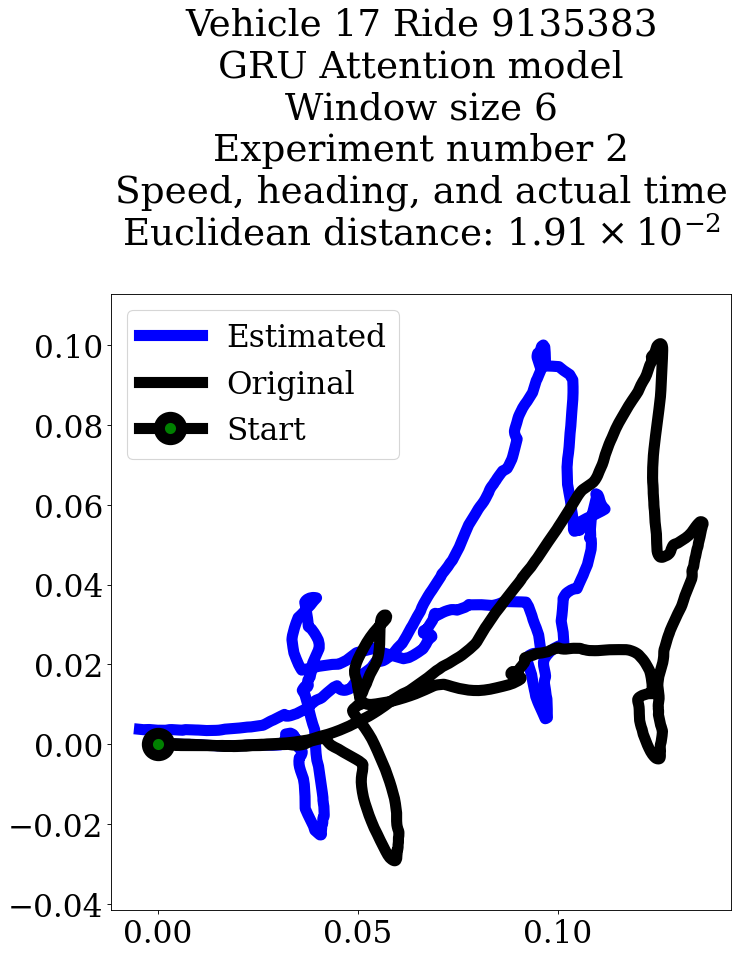 Vehicle 17 Ride 9135383
GRU Attention model
Window size 6
Experiment number 2
Speed, heading, and actual time
Euclidean distance: 1.91 × 10⁻²
Estimated
Original
Start
0.10
0.08
0.06
0.04
0.02
0.00
−0.02
−0.04
0.00 0.05 0.10